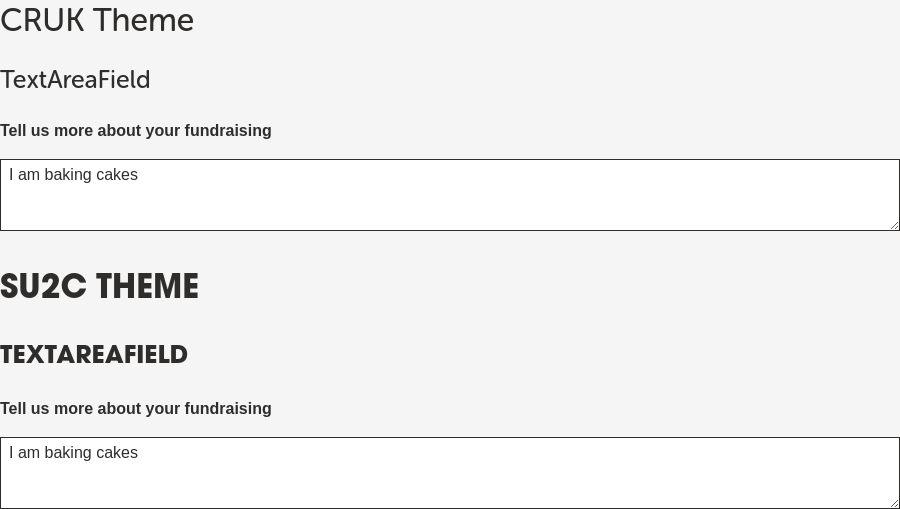 CRUK Theme
TextAreaField
Tell us more about your fundraising
I am baking cakes
SU2C THEME
TEXTAREAFIELD
Tell us more about your fundraising
I am baking cakes